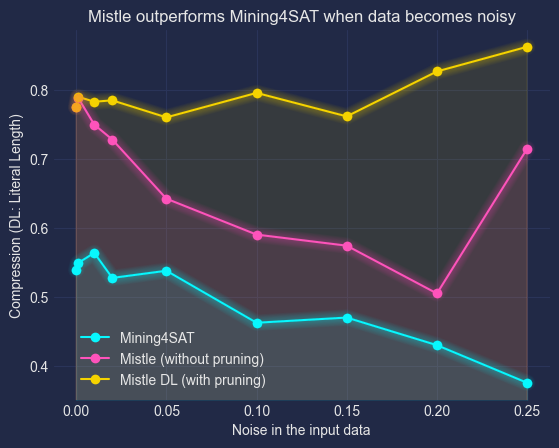 Mistle outperforms Mining4SAT when data becomes noisy
Compression (DL: Literal Length)
0.8
0.7
0.6
0.5
0.4
Mining4SAT
Mistle (without pruning)
Mistle DL (with pruning)
0.00 0.05 0.10 0.15 0.20 0.25
Noise in the input data